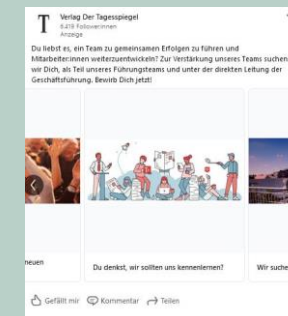 T
Verlag Der Tagesspiegel
6.419 Follower:innen
Anzeige
Du liebst es, ein Team zu gemeinsamen Erfolgen zu führen und
Mitarbeiter:innen weiterzuentwickeln? Zur Verstärkung unseres Teams suchen
wir Dich, als Teil unseres Führungsteams und unter der direkten Leitung der
Geschäftsführung. Bewirb Dich jetzt!
neuen
Du denkst, wir sollten uns kennenlernen?
Wir suche
Gefällt mir Kommentar Teilen